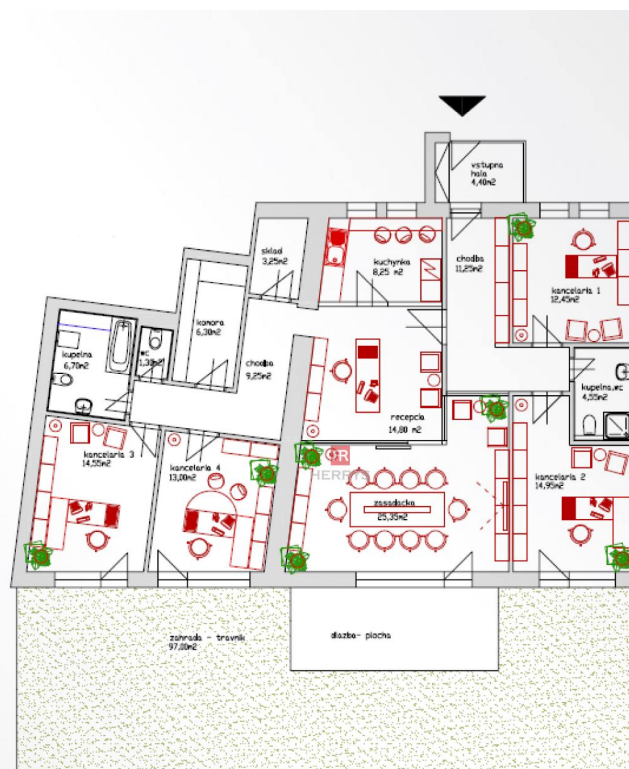 vstupna
hala
4,40m2
sklad
3,25m2
kuchynka
8,25 m2
chodba
11,25m2
kancelaria 1
12,45m2
kupelna
6,70m2
wc
1,30m2
komora
6,30m2
chodba
9,25m2
recepcia
14,80 m2
kupelna,wc
4,55m2
kancelaria 3
14,55m2
kancelaria 4
13,00m2
HERRYS
zasadacka
25,35m2
kancelaria 2
14,95m2
zahrada - travnik
97,00m2
dlazba- plocha